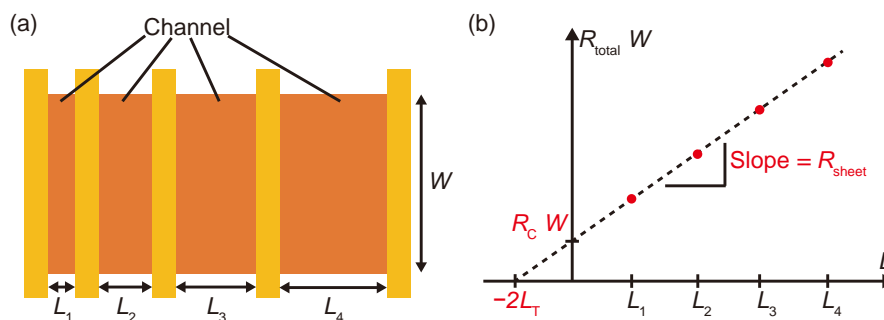 (a)
Channel
W
L1
L2
L3
L4
(b)
Rtotal W
Slope = Rsheet
RC W
−2LT
L1
L2
L3
L4